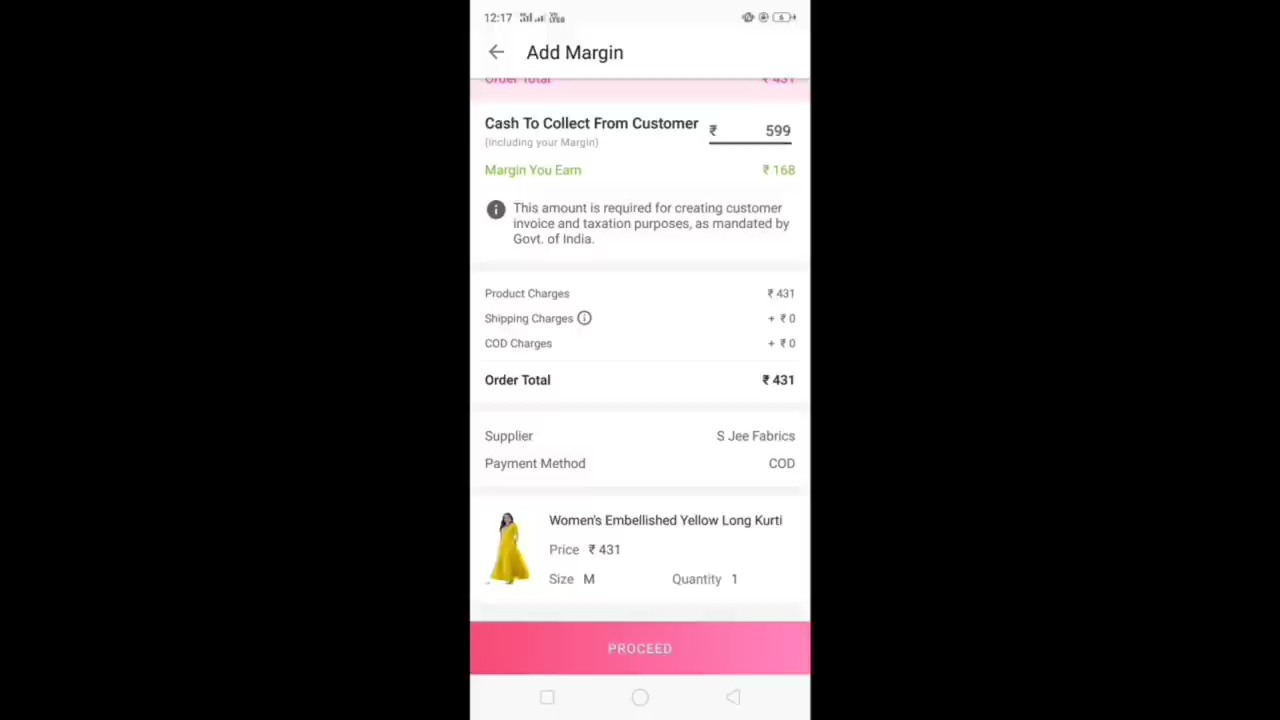 12:17
Add Margin
Order Total ₹ 431
Cash To Collect From Customer ₹ 599
(Including your Margin)
Margin You Earn ₹ 168
This amount is required for creating customer
invoice and taxation purposes, as mandated by
Govt. of India.
Product Charges ₹ 431
Shipping Charges + ₹ 0
COD Charges + ₹ 0
Order Total ₹ 431
Supplier S Jee Fabrics
Payment Method COD
Women's Embellished Yellow Long Kurti
Price ₹ 431
Size M Quantity 1
PROCEED